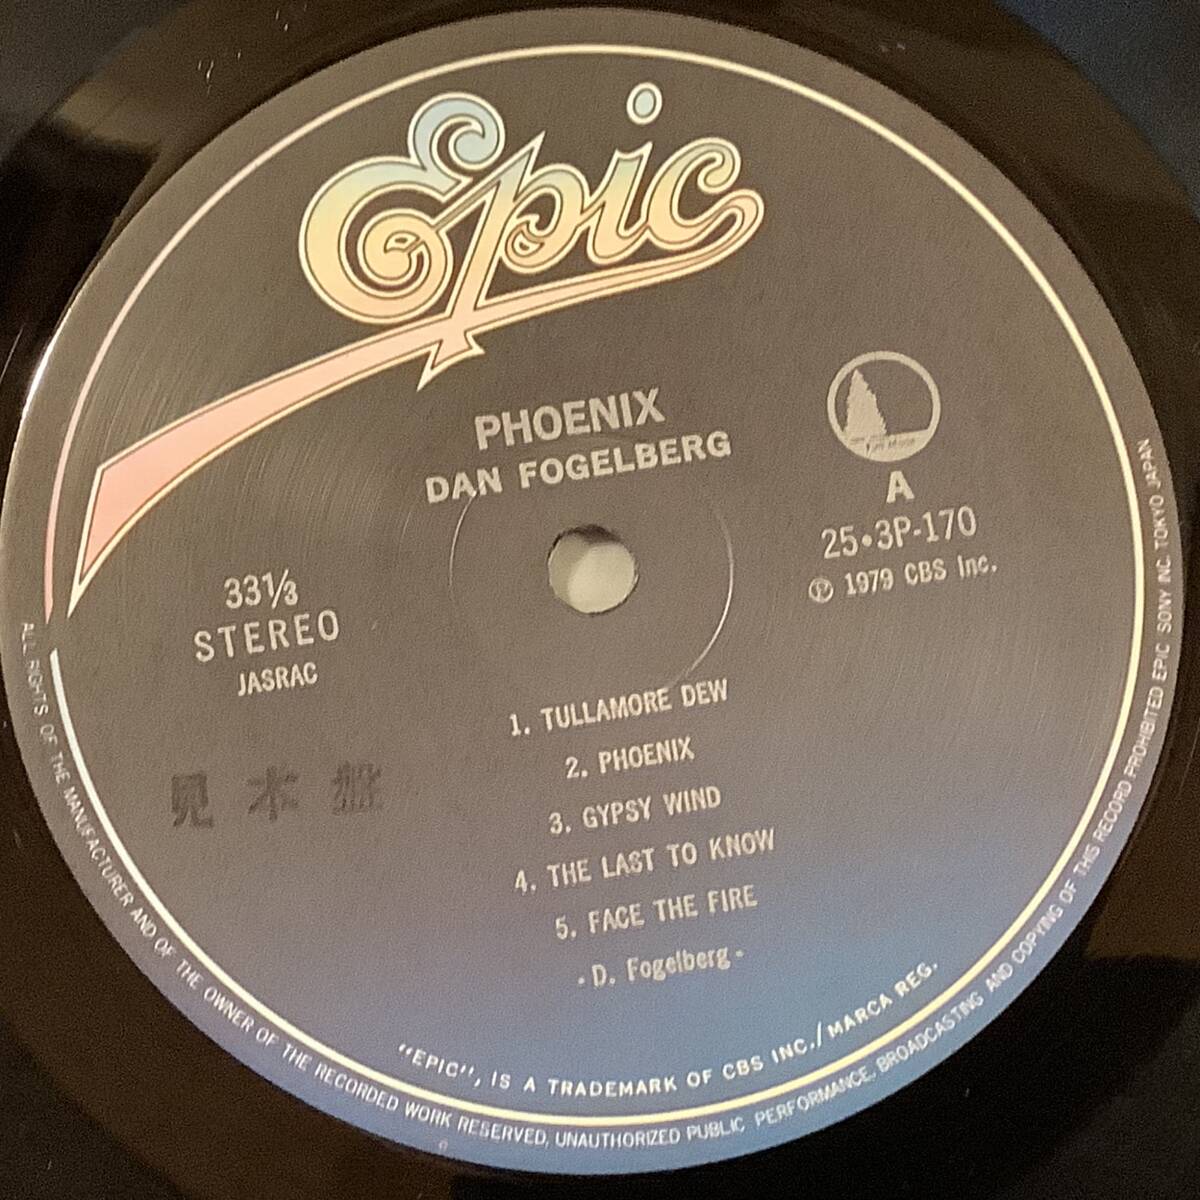 Epic
PHOENIX
DAN FOGELBERG
A
25・3P-170
Ⓟ 1979 CBS Inc.
33 1/3
STEREO
JASRAC
見本盤
1. TULLAMORE DEW
2. PHOENIX
3. GYPSY WIND
4. THE LAST TO KNOW
5. FACE THE FIRE
・D. Fogelberg・
"EPIC", IS A TRADEMARK OF CBS INC./MARCA REG.
ALL RIGHTS OF THE MANUFACTURER AND OF THE OWNER OF THE RECORDED WORK RESERVED, UNAUTHORIZED PUBLIC PERFORMANCE, BROADCASTING AND COPYING OF THIS RECORD PROHIBITED EPIC SONY INC. TOKYO JAPAN